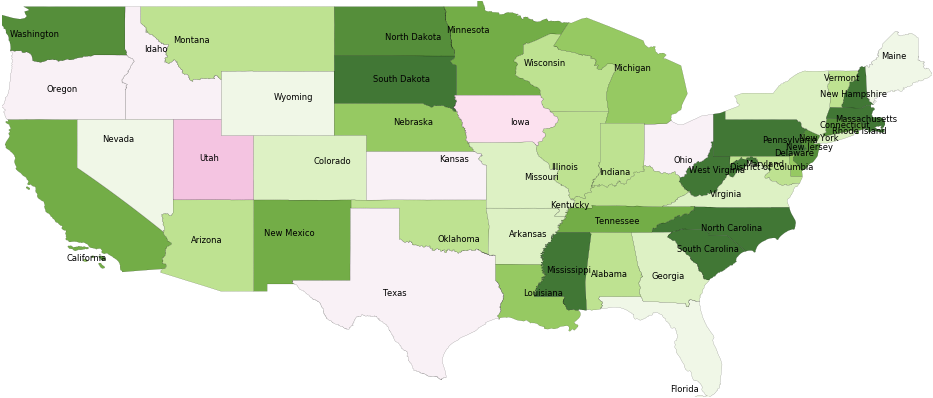 Washington
Idaho
Montana
North Dakota
Minnesota
Oregon
Wyoming
South Dakota
Wisconsin
Michigan
Maine
Vermont
New Hampshire
Nevada
Utah
Colorado
Nebraska
Kansas
Iowa
Missouri
Illinois
Indiana
Ohio
Massachusetts
Connecticut
Rhode Island
New York
Pennsylvania
New Jersey
Delaware
Maryland
District of Columbia
West Virginia
Virginia
Kentucky
California
Arizona
New Mexico
Oklahoma
Arkansas
Tennessee
North Carolina
South Carolina
Texas
Louisiana
Mississippi
Alabama
Georgia
Florida